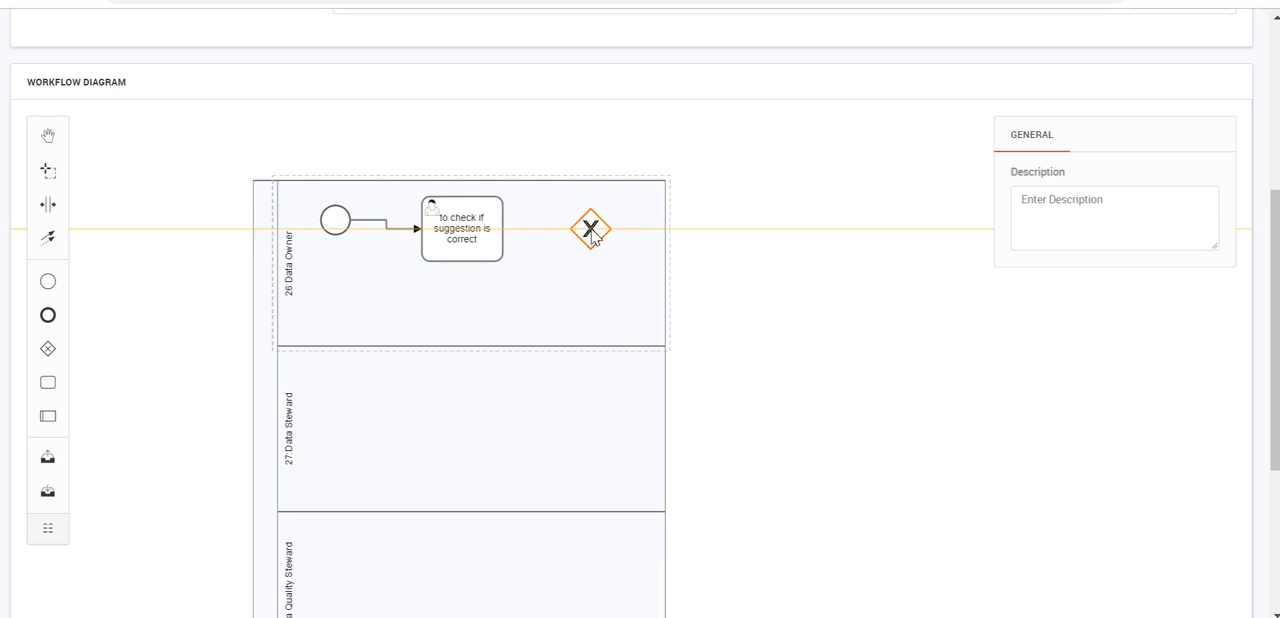 WORKFLOW DIAGRAM
GENERAL
Description
Enter Description
26:Data Owner
to check if
suggestion is
correct
X
27:Data Steward
a Quality Steward